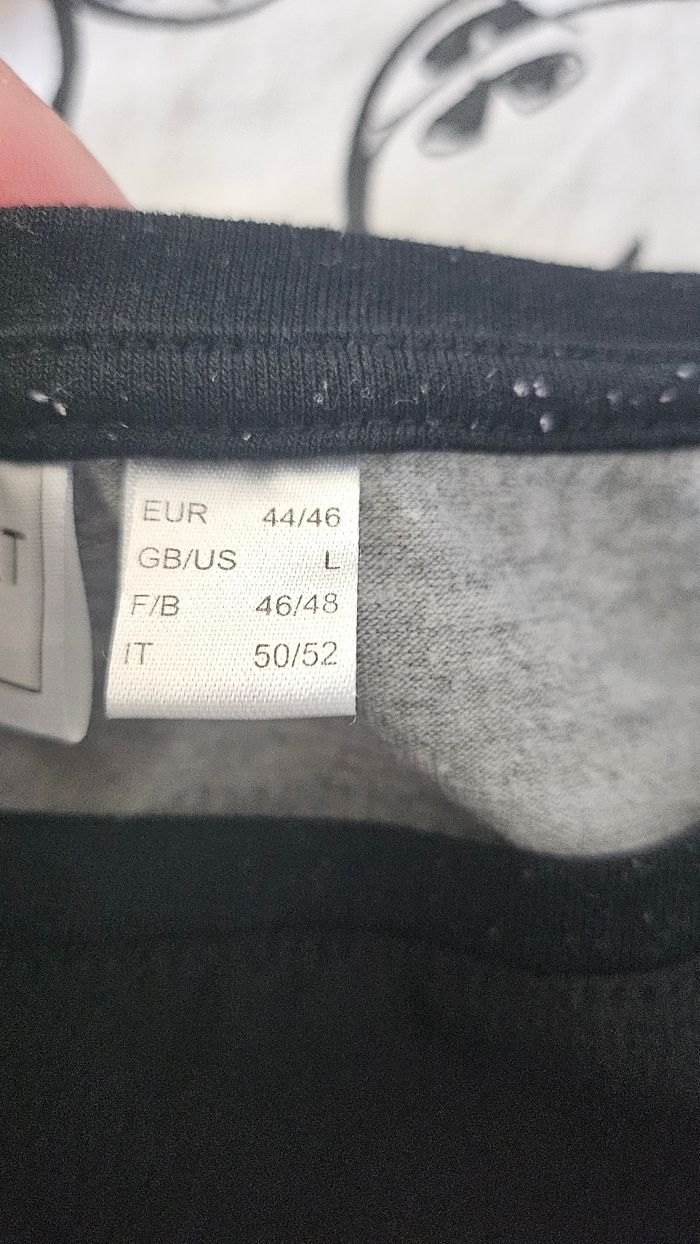 EUR 44/46
GB/US L
F/B 46/48
IT 50/52